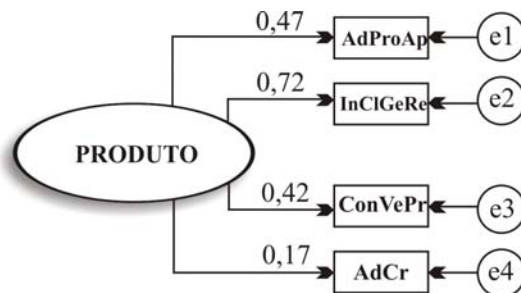 0,47
AdProAp
e1
0,72
InClGeRe
e2
PRODUTO
0,42
ConVePr
e3
0,17
AdCr
e4